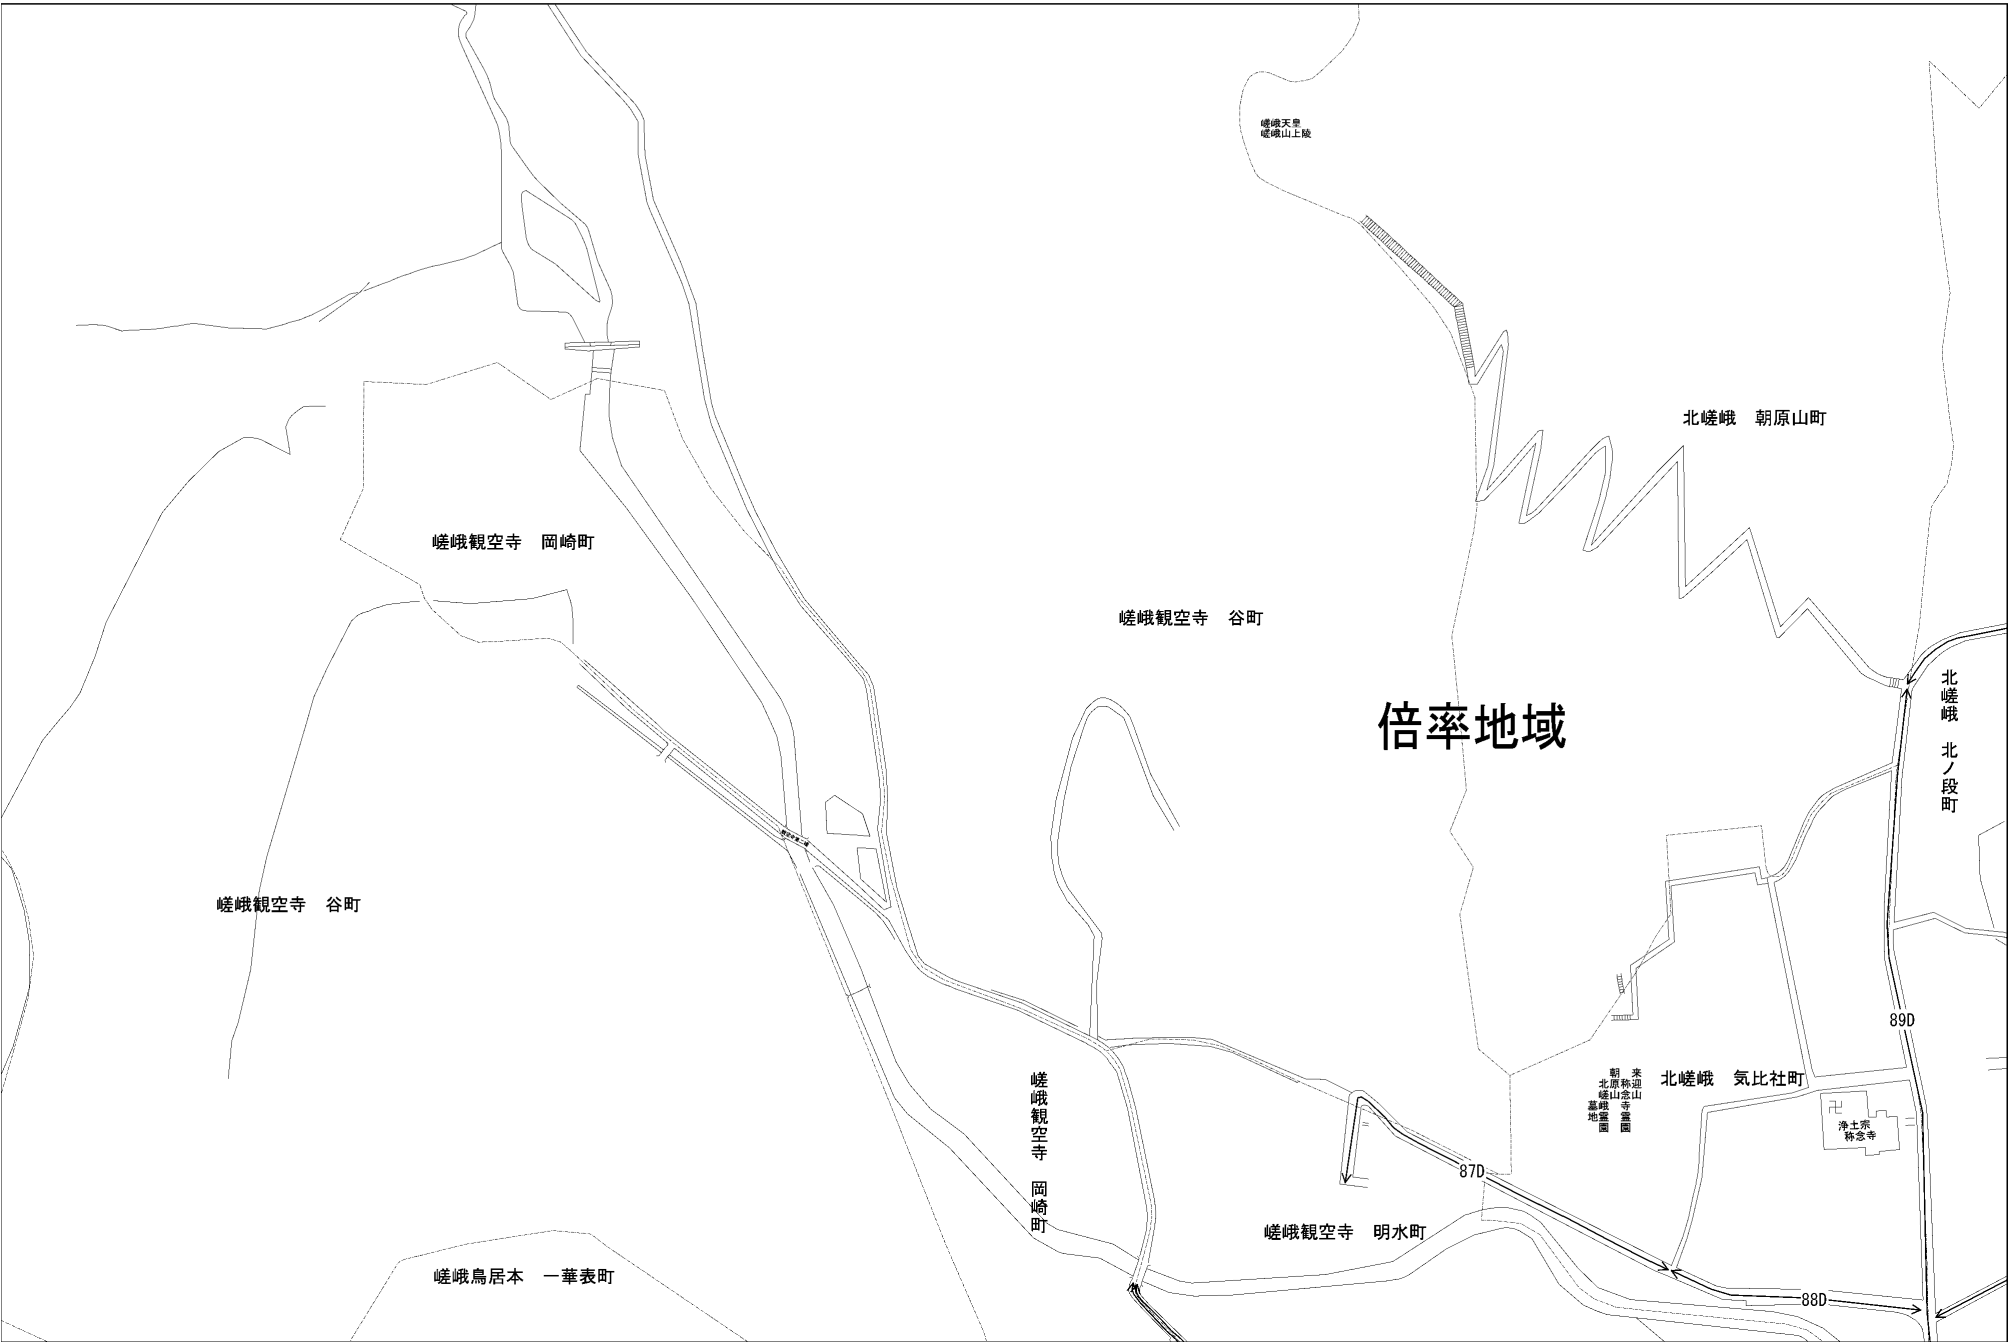 嵯峨天皇
嵯峨山上陵
北嵯峨　朝原山町
嵯峨観空寺　岡崎町
嵯峨観空寺　谷町
倍率地域
北嵯峨　北ノ段町
嵯峨観空寺　谷町
89D
嵯峨観空寺　岡崎町
来迎山
称念寺霊園
朝原山
北嵯峨霊園
墓地
北嵯峨　気比社町
浄土宗
称念寺
87D
嵯峨観空寺　明水町
嵯峨鳥居本　一華表町
88D